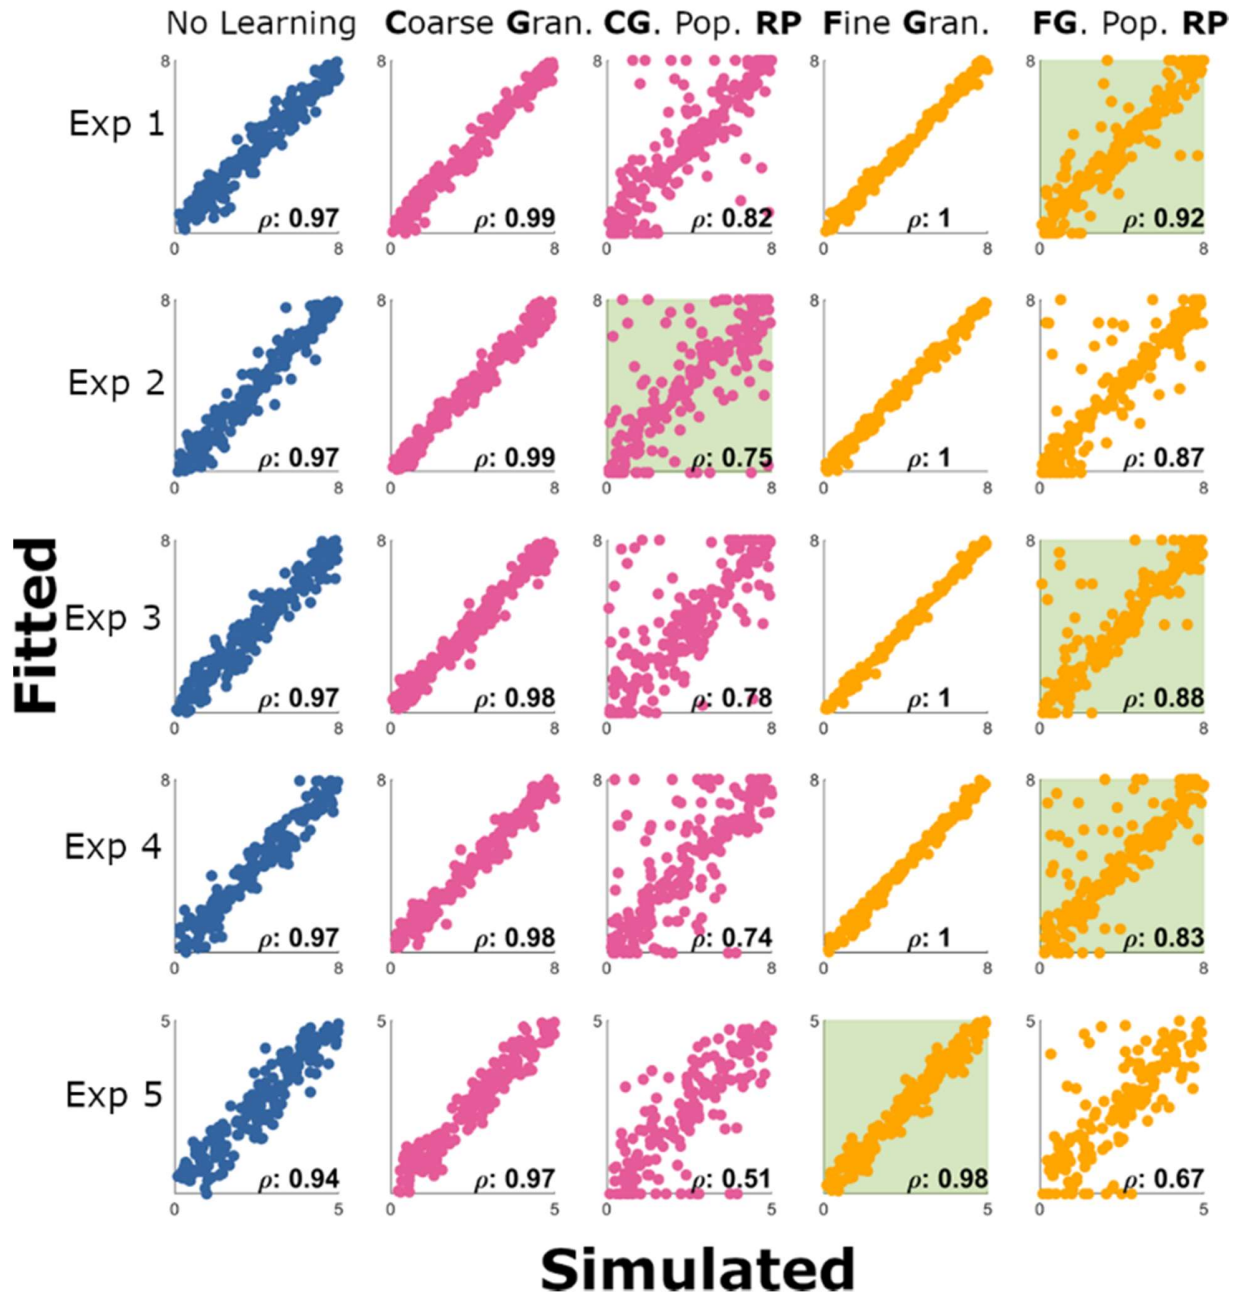 No Learning Coarse Gran. CG. Pop. RP Fine Gran. FG. Pop. RP
8 8 8 8 8
Exp 1
ρ: 0.97 ρ: 0.99 ρ: 0.82 ρ: 1 ρ: 0.92
0 8 0 8 0 8 0 8 0 8
8 8 8 8 8
Exp 2
ρ: 0.97 ρ: 0.99 ρ: 0.75 ρ: 1 ρ: 0.87
0 8 0 8 0 8 0 8 0 8
Fitted
8 8 8 8 8
Exp 3
ρ: 0.97 ρ: 0.98 ρ: 0.78 ρ: 1 ρ: 0.88
0 8 0 8 0 8 0 8 0 8
8 8 8 8 8
Exp 4
ρ: 0.97 ρ: 0.98 ρ: 0.74 ρ: 1 ρ: 0.83
0 8 0 8 0 8 0 8 0 8
5 5 5 5 5
Exp 5
ρ: 0.94 ρ: 0.97 ρ: 0.51 ρ: 0.98 ρ: 0.67
0 5 0 5 0 5 0 5 0 5
Simulated